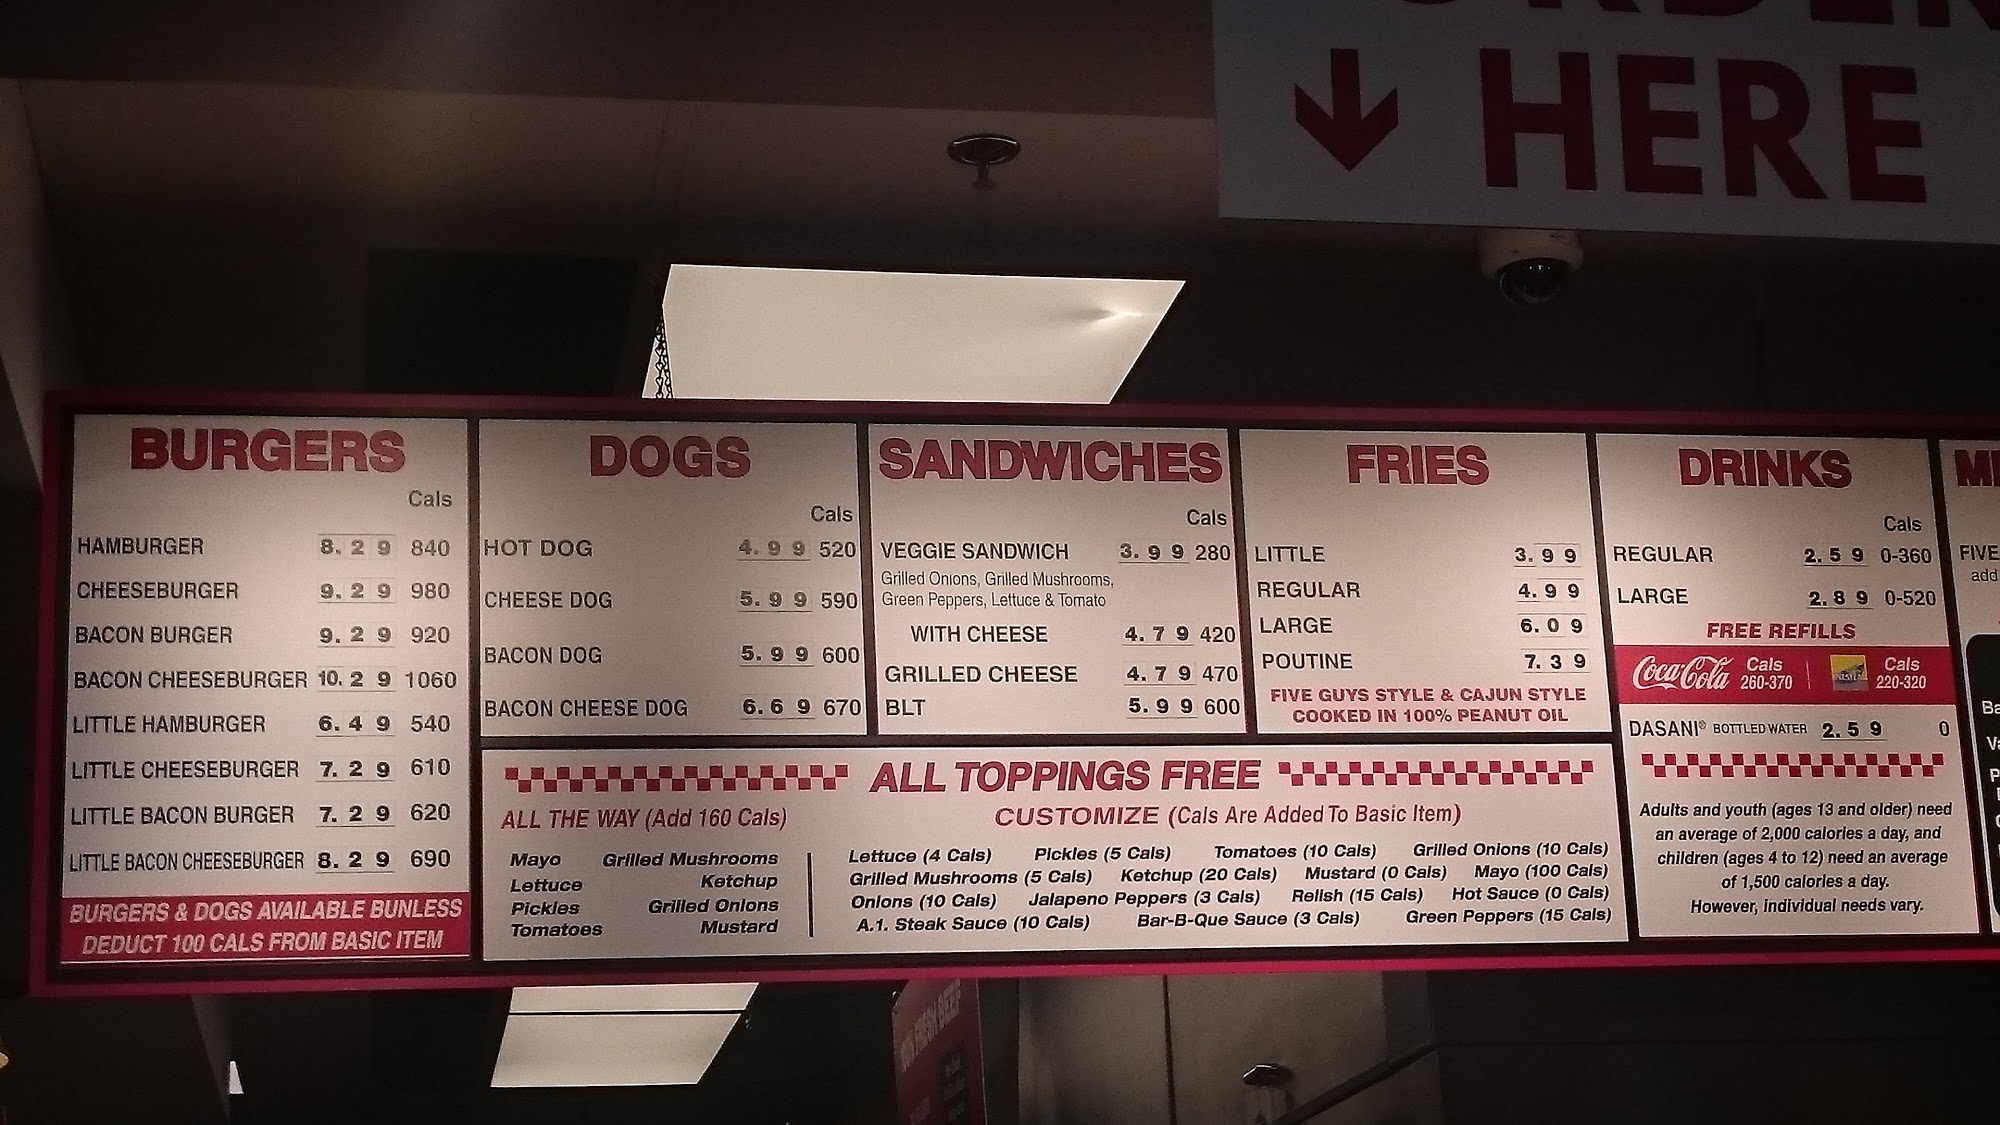 HERE
BURGERS
Cals
HAMBURGER 8.29 840
CHEESEBURGER 9.29 980
BACON BURGER 9.29 920
BACON CHEESEBURGER 10.29 1060
LITTLE HAMBURGER 6.49 540
LITTLE CHEESEBURGER 7.29 610
LITTLE BACON BURGER 7.29 620
LITTLE BACON CHEESEBURGER 8.29 690
BURGERS & DOGS AVAILABLE BUNLESS
DEDUCT 100 CALS FROM BASIC ITEM
DOGS
Cals
HOT DOG 4.99 520
CHEESE DOG 5.99 590
BACON DOG 5.99 600
BACON CHEESE DOG 6.69 670
SANDWICHES
Cals
VEGGIE SANDWICH 3.99 280
Grilled Onions, Grilled Mushrooms,
Green Peppers, Lettuce & Tomato
WITH CHEESE 4.79 420
GRILLED CHEESE 4.79 470
BLT 5.99 600
FRIES
LITTLE 3.99
REGULAR 4.99
LARGE 6.09
POUTINE 7.39
FIVE GUYS STYLE & CAJUN STYLE
COOKED IN 100% PEANUT OIL
ALL TOPPINGS FREE
ALL THE WAY (Add 160 Cals)
Mayo Grilled Mushrooms
Lettuce Ketchup
Pickles Grilled Onions
Tomatoes Mustard
CUSTOMIZE (Cals Are Added To Basic Item)
Lettuce (4 Cals) Pickles (5 Cals) Tomatoes (10 Cals) Grilled Onions (10 Cals)
Grilled Mushrooms (5 Cals) Ketchup (20 Cals) Mustard (0 Cals) Mayo (100 Cals)
Onions (10 Cals) Jalapeno Peppers (3 Cals) Relish (15 Cals) Hot Sauce (0 Cals)
A.1. Steak Sauce (10 Cals) Bar-B-Que Sauce (3 Cals) Green Peppers (15 Cals)
DRINKS
Cals
REGULAR 2.59 0-360
LARGE 2.89 0-520
FREE REFILLS
Coca-Cola Cals 260-370 NESTEA Cals 220-320
DASANI® BOTTLED WATER 2.59 0
Adults and youth (ages 13 and older) need
an average of 2,000 calories a day, and
children (ages 4 to 12) need an average
of 1,500 calories a day.
However, individual needs vary.
FIVE
add